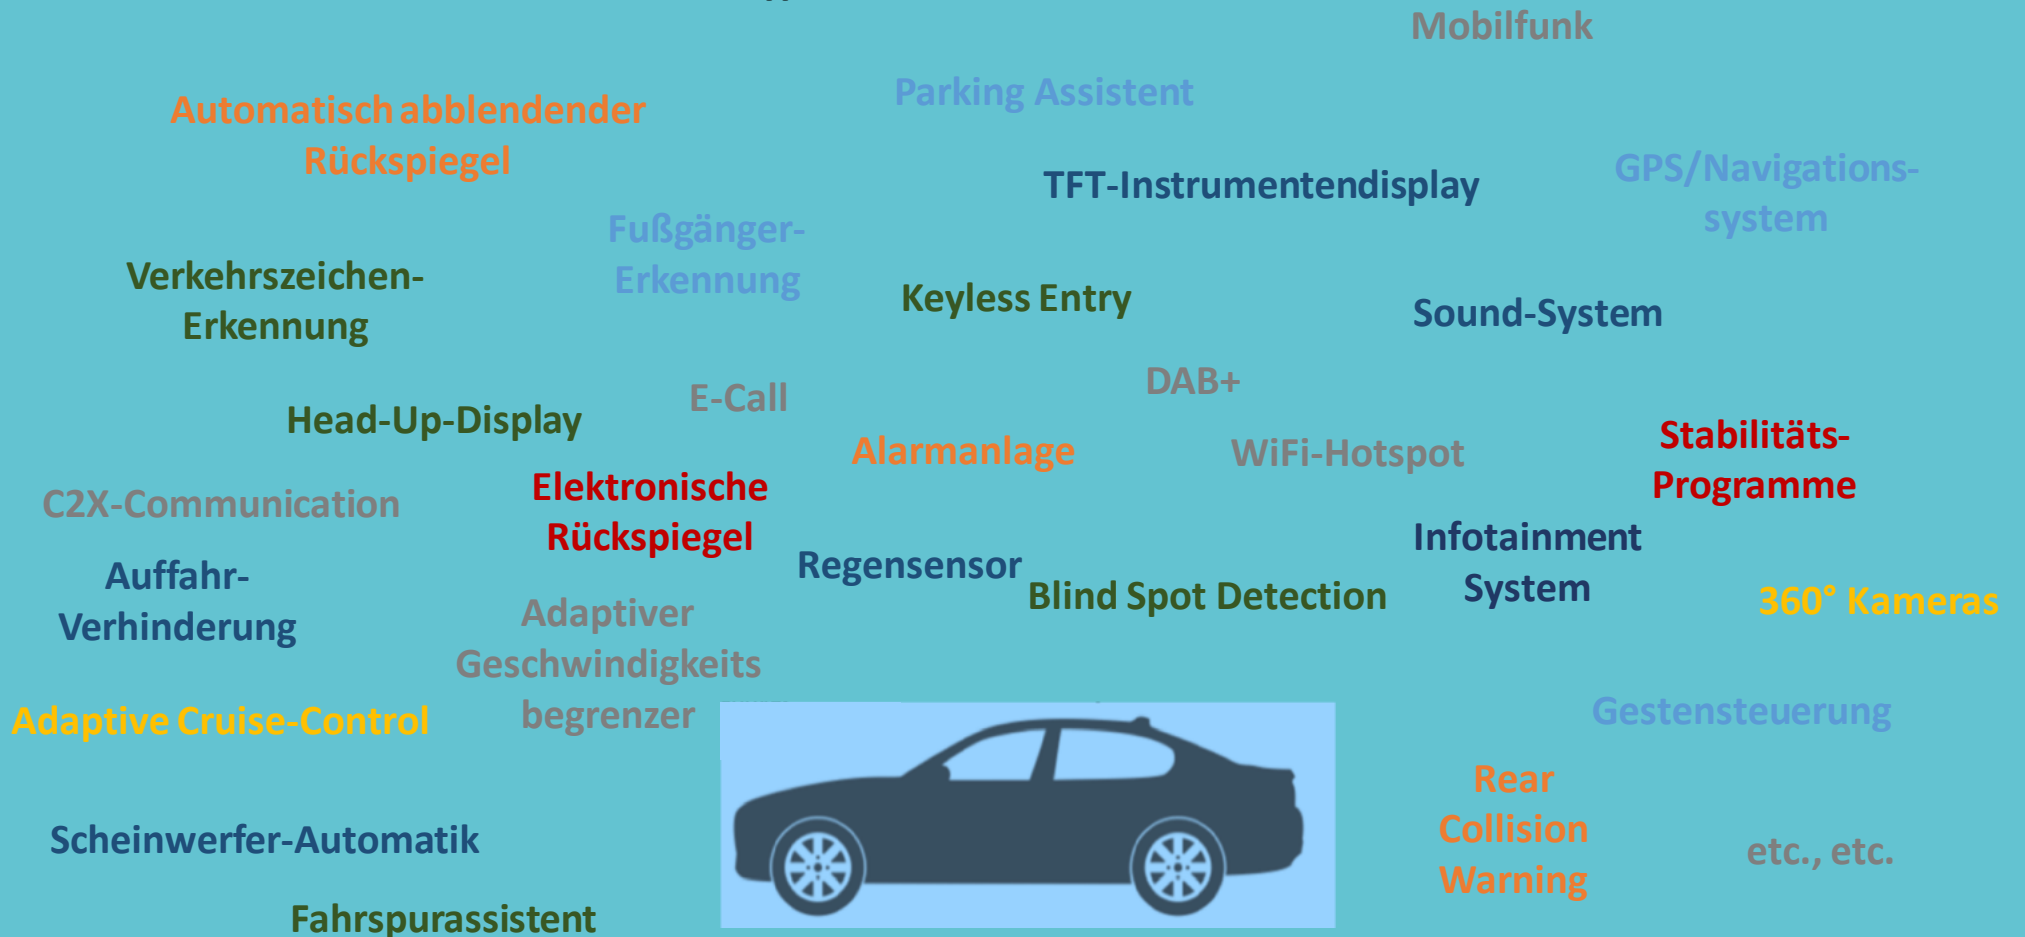 Mobilfunk
Parking Assistent
Automatisch abblendender
Rückspiegel
TFT-Instrumentendisplay
GPS/Navigations-
system
Fußgänger-
Erkennung
Verkehrszeichen-
Erkennung
Keyless Entry
Sound-System
E-Call
DAB+
Head-Up-Display
Alarmanlage
WiFi-Hotspot
Stabilitäts-
Programme
C2X-Communication
Elektronische
Rückspiegel
Infotainment
System
Auffahr-
Verhinderung
Regensensor
Blind Spot Detection
360° Kameras
Adaptiver
Geschwindigkeits
begrenzer
Adaptive Cruise-Control
Gestensteuerung
Rear
Collision
Warning
Scheinwerfer-Automatik
etc., etc.
Fahrspurassistent